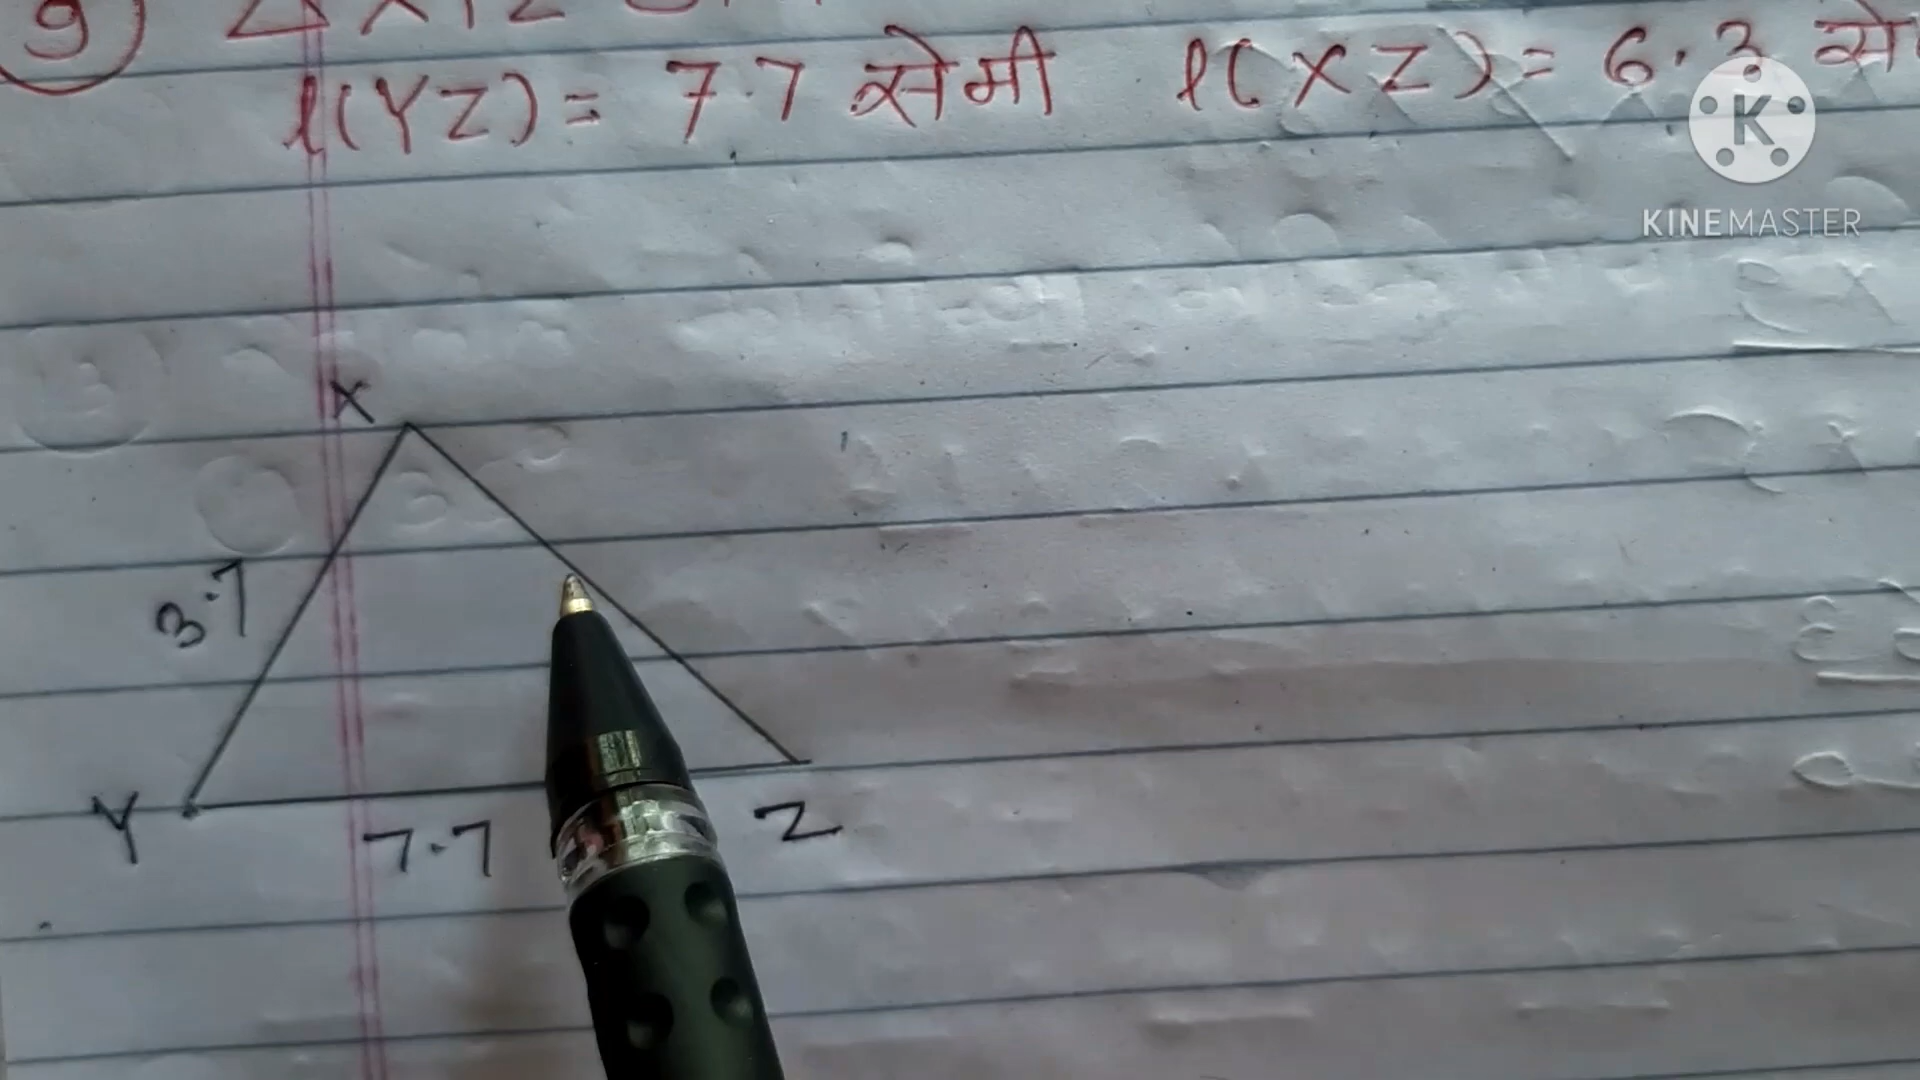 l(YZ) = 7.7 सेमी l(XZ) = 6.3
KINEMASTER
X
3.7
Y
7.7
Z